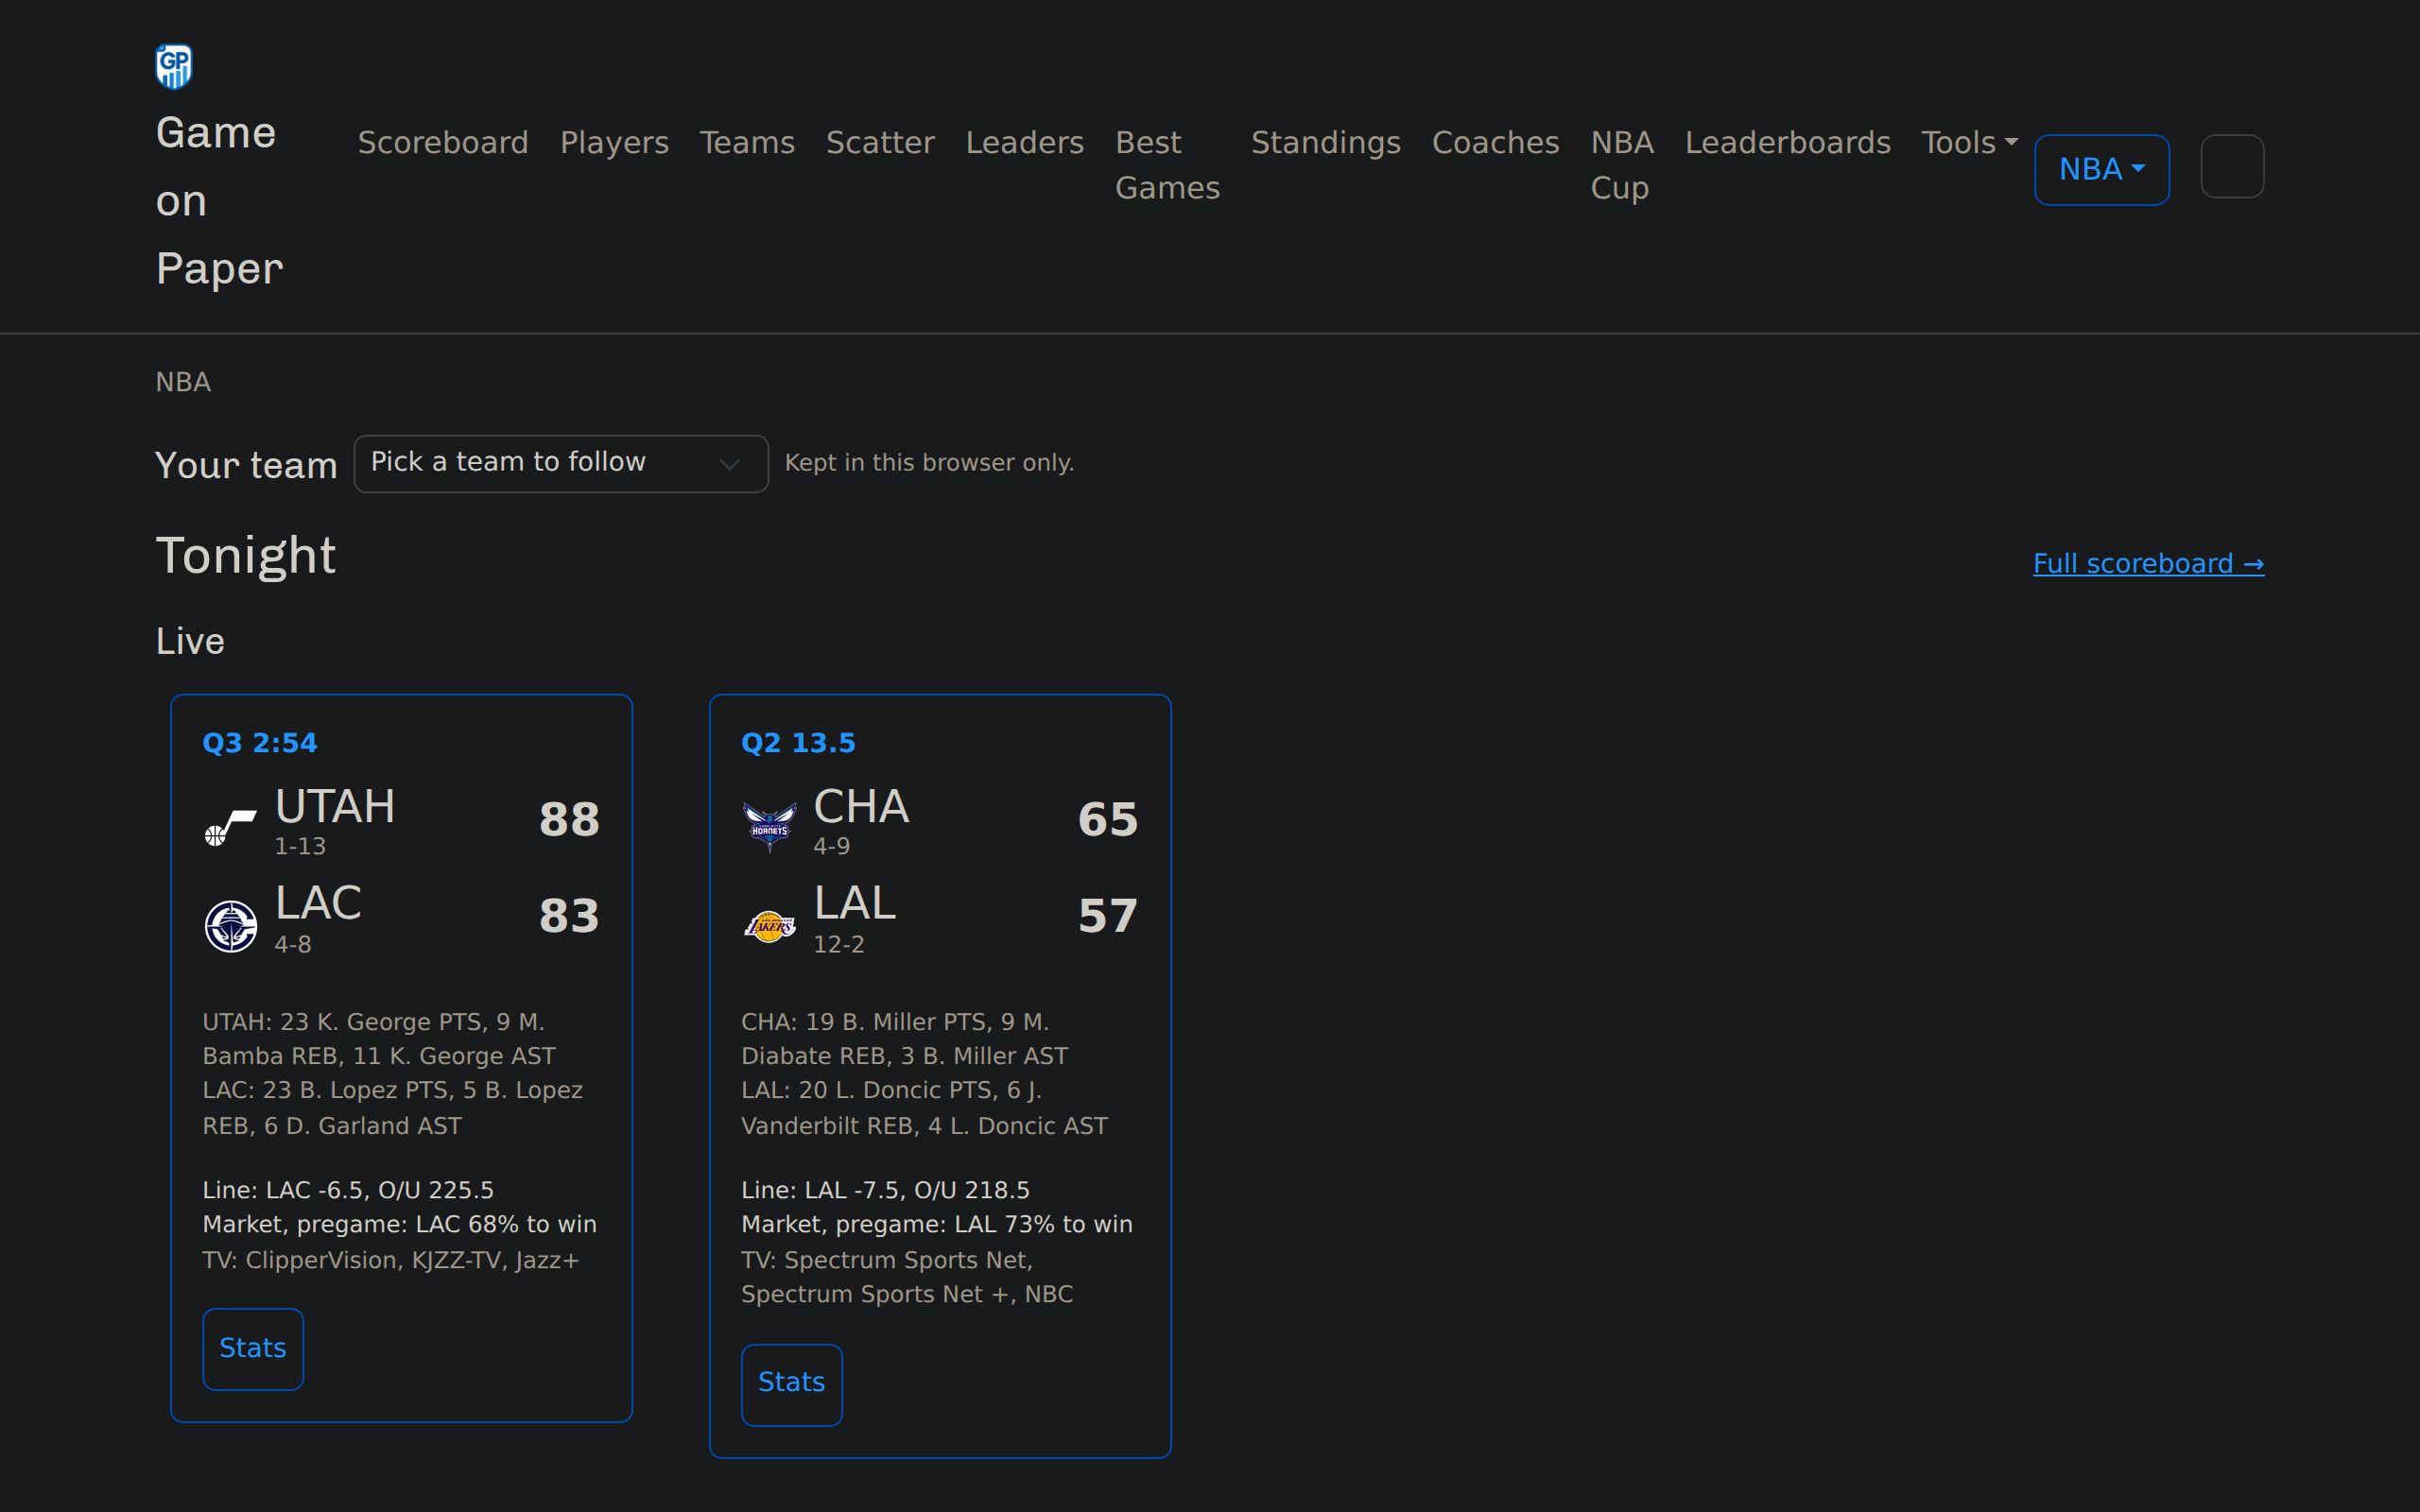 GP
Game
on
Paper
Scoreboard Players Teams Scatter Leaders Best Games Standings Coaches NBA Cup Leaderboards Tools
NBA
NBA
Your team Pick a team to follow Kept in this browser only.
Tonight
Full scoreboard →
Live
Q3 2:54
UTAH 88
1-13
LAC 83
4-8
UTAH: 23 K. George PTS, 9 M.
Bamba REB, 11 K. George AST
LAC: 23 B. Lopez PTS, 5 B. Lopez
REB, 6 D. Garland AST
Line: LAC -6.5, O/U 225.5
Market, pregame: LAC 68% to win
TV: ClipperVision, KJZZ-TV, Jazz+
Stats
Q2 13.5
HORNETS
CHA 65
4-9
LAKERS
LAL 57
12-2
CHA: 19 B. Miller PTS, 9 M.
Diabate REB, 3 B. Miller AST
LAL: 20 L. Doncic PTS, 6 J.
Vanderbilt REB, 4 L. Doncic AST
Line: LAL -7.5, O/U 218.5
Market, pregame: LAL 73% to win
TV: Spectrum Sports Net,
Spectrum Sports Net +, NBC
Stats